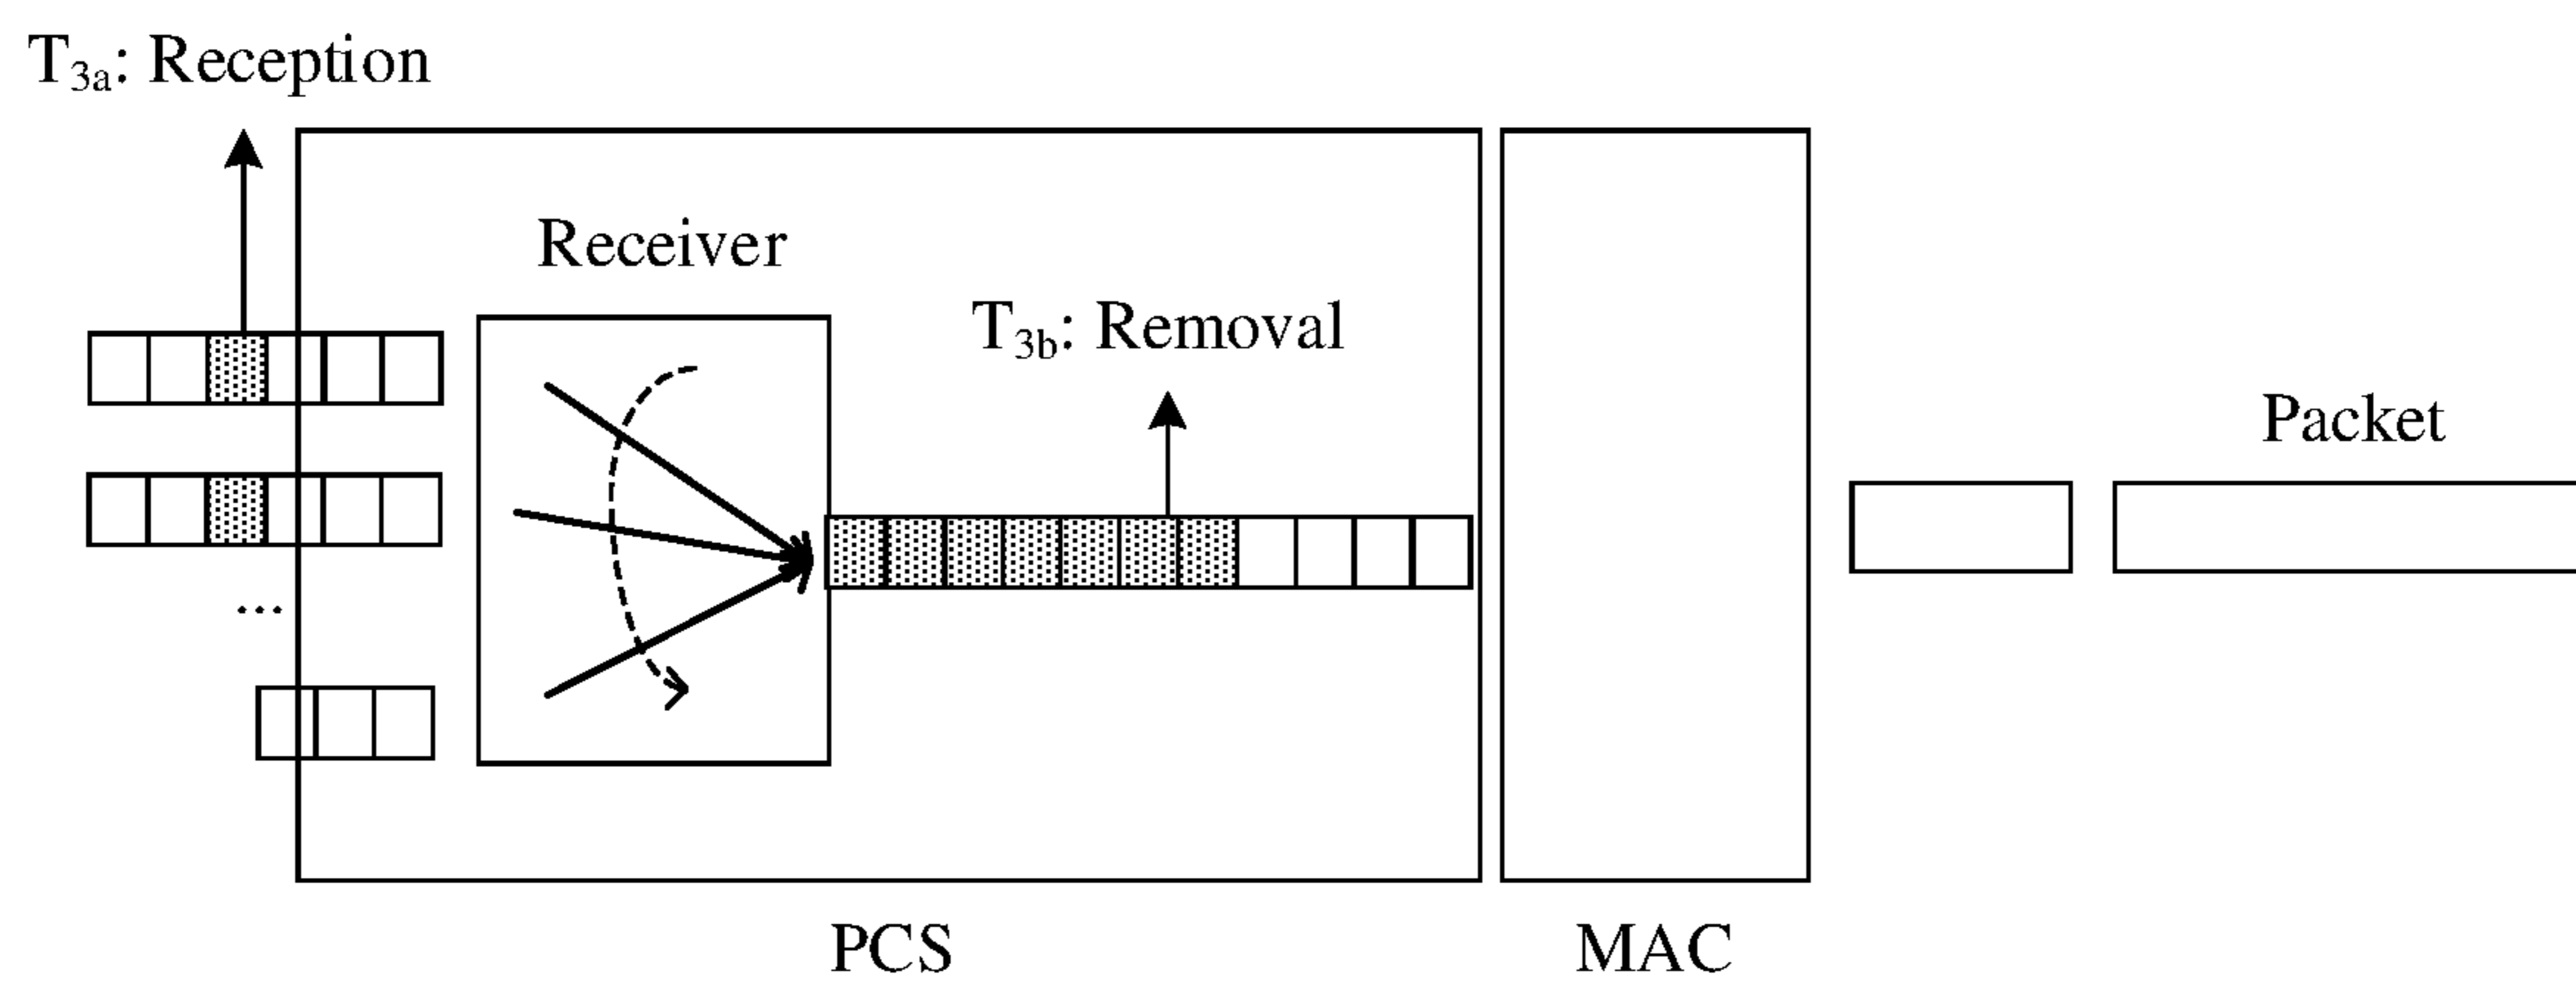 T3a: Reception
Receiver
T3b: Removal
Packet
...
PCS
MAC